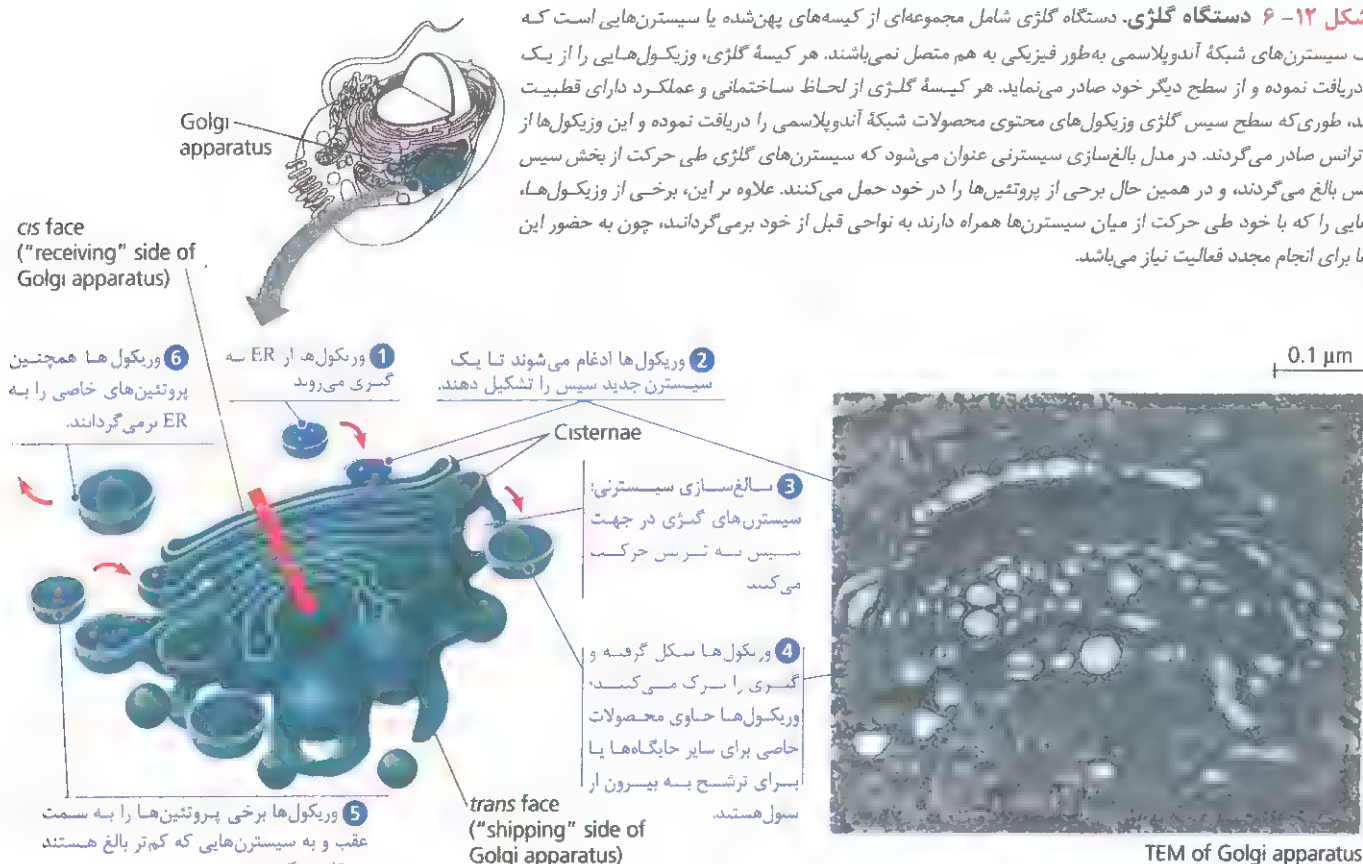 شکل ۱۲- ۶ دستگاه گلژی. دستگاه گلژی شامل مجموعه‌ای از کیسه‌های پهن‌شده یا سیسترن‌هایی است که
سیسترن‌های شبکهٔ آندوپلاسمی به‌طور فیزیکی به هم متصل نمی‌باشند. هر کیسهٔ گلژی، وزیکول‌هایی را از یک
دریافت نموده و از سطح دیگر خود صادر می‌نماید. هر کیسهٔ گلژی از لحاظ ساختمانی و عملکرد دارای قطبیت
طوری‌که سطح سیس گلژی وزیکول‌های محتوی محصولات شبکهٔ آندوپلاسمی را دریافت نموده و این وزیکول‌ها از
ترانس صادر می‌گردند. در مدل بالغ‌سازی سیسترنی عنوان می‌شود که سیسترن‌های گلژی طی حرکت از بخش سیس
بالغ می‌گردند، و در همین حال برخی از پروتئین‌ها را در خود حمل می‌کنند. علاوه بر این، برخی از وزیکول‌ها،
را که با خود طی حرکت از میان سیسترن‌ها همراه دارند به نواحی قبل از خود برمی‌گردانند، چون به حضور این
برای انجام مجدد فعالیت نیاز می‌باشد.
Golgi
apparatus
cis face
("receiving" side of
Golgi apparatus)
1 وزیکول‌ها از ER به
گلژی می‌روند
2 وزیکول‌ها ادغام می‌شوند تا یک
سیسترن جدید سیس را تشکیل دهند.
Cisternae
3 بالغ‌سازی سیسترنی:
سیسترن‌های گلژی در جهت
سیس به ترانس حرکت
می‌کنند
4 وزیکول‌ها شکل گرفته و
گلژی را ترک می‌کنند؛
وزیکول‌ها حاوی محصولات
خاصی برای سایر جایگاه‌ها یا
برای ترشح به بیرون از
سلول هستند.
5 وزیکول‌ها برخی پروتئین‌ها را به سمت
عقب و به سیسترن‌هایی که کم‌تر بالغ هستند
6 وزیکول‌ها همچنین
پروتئین‌های خاصی را به
ER برمی‌گردانند.
trans face
("shipping" side of
Golgi apparatus)
0.1 µm
TEM of Golgi apparatus